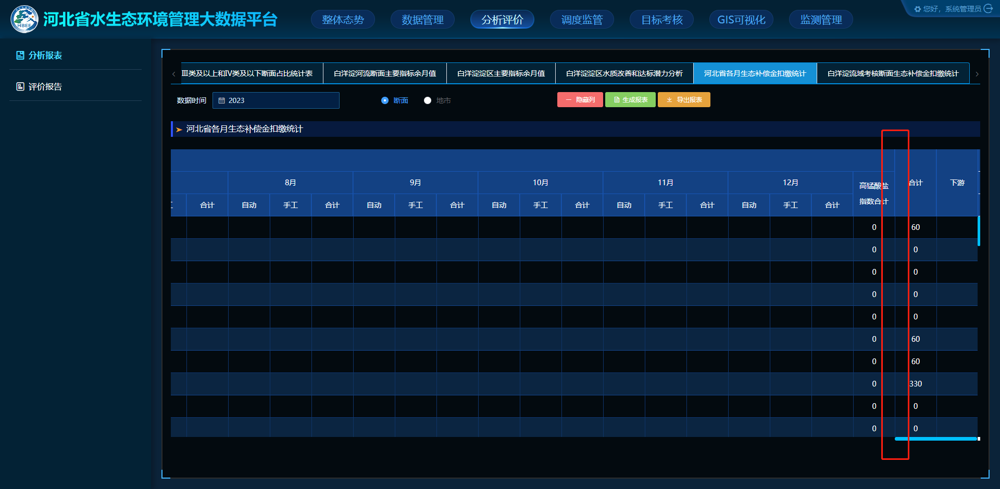 河北省水生态环境管理大数据平台
整体态势 数据管理 分析评价 调度监管 目标考核 GIS可视化 监测管理
您好，系统管理员
HBEE
分析报表
评价报告
Ⅲ类及以上和Ⅳ类及以下断面占比统计表 白洋淀河流断面主要指标余月值 白洋淀淀区主要指标余月值 白洋淀淀区水质改善和达标潜力分析 河北省各月生态补偿金扣缴统计 白洋淀流域考核断面生态补偿金扣缴统计
数据时间 2023 断面 地市 隐藏列 生成报表 导出报表
河北省各月生态补偿金扣缴统计
8月 9月 10月 11月 12月 高锰酸盐 合计 下游
指数合计
合计 自动 手工 合计 自动 手工 合计 自动 手工 合计 自动 手工 合计 自动 手工 合计
0 60
0 0
0 0
0 0
0 0
0 60
0 60
0 330
0 0
0 0